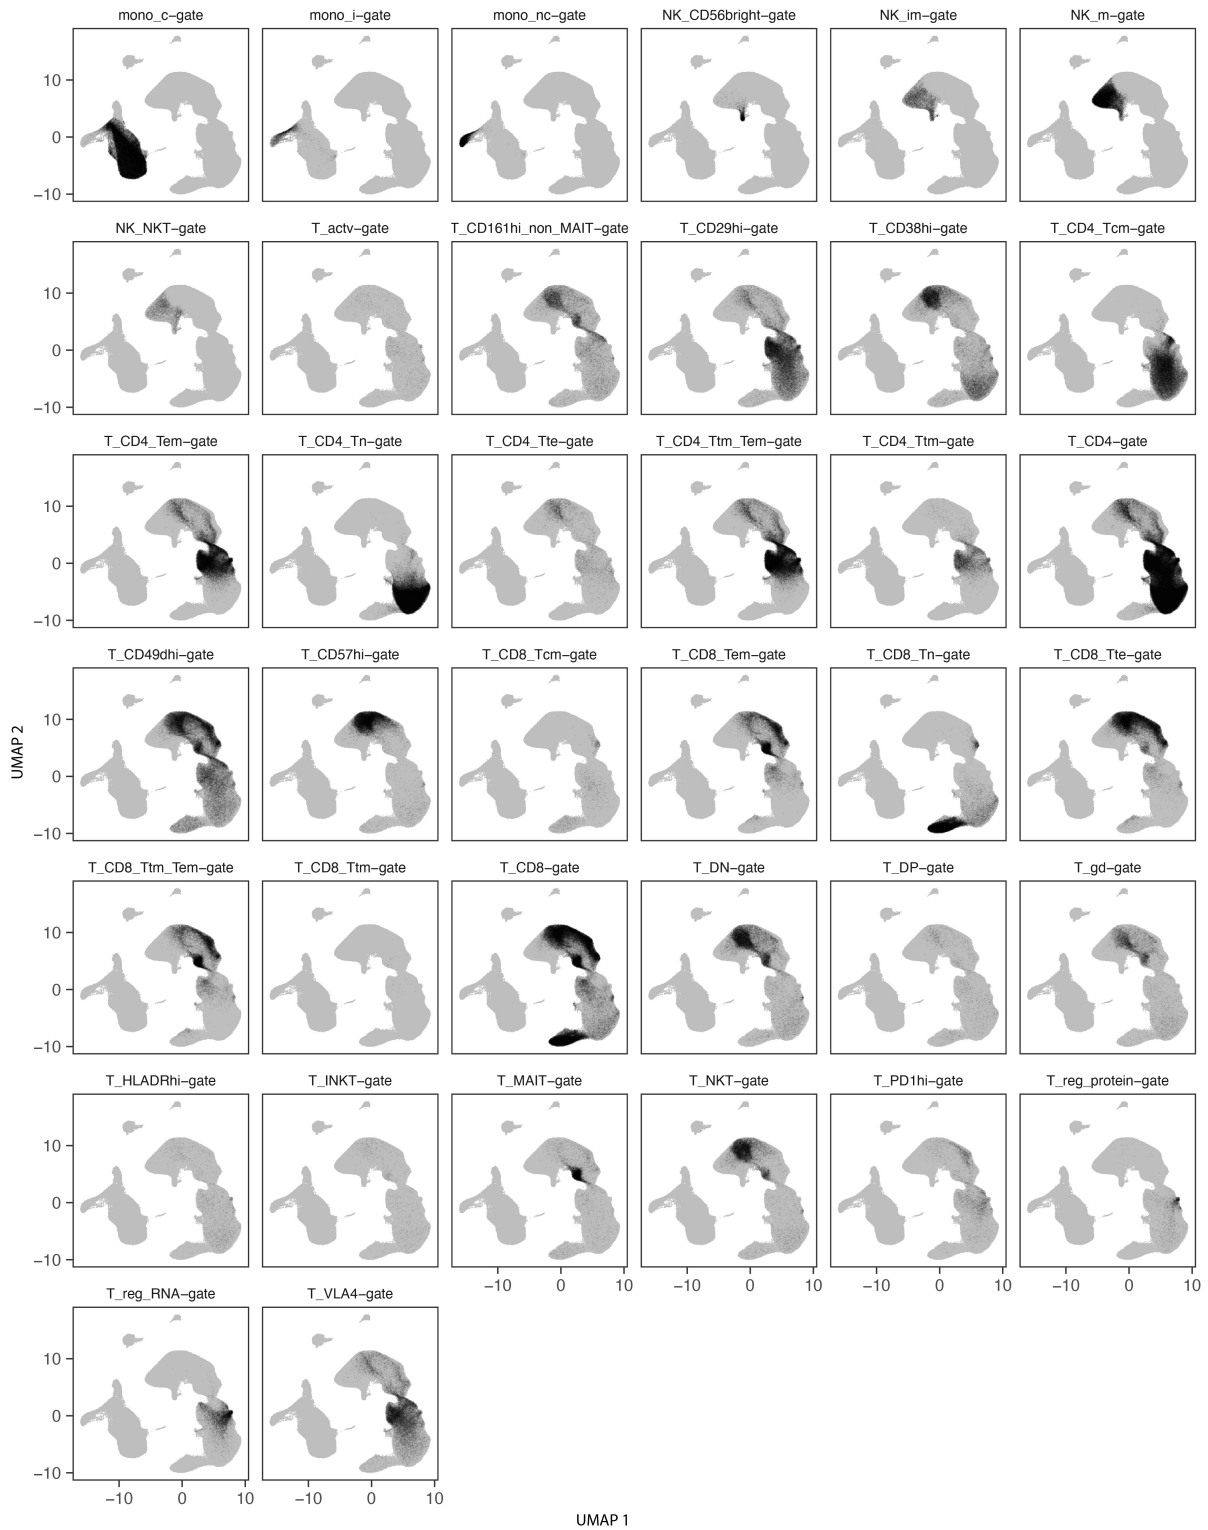 mono_c−gate mono_i−gate mono_nc−gate NK_CD56bright−gate NK_im−gate NK_m−gate
10
0
−10
NK_NKT−gate T_actv−gate T_CD161hi_non_MAIT−gate T_CD29hi−gate T_CD38hi−gate T_CD4_Tcm−gate
10
0
−10
T_CD4_Tem−gate T_CD4_Tn−gate T_CD4_Tte−gate T_CD4_Ttm_Tem−gate T_CD4_Ttm−gate T_CD4−gate
10
0
−10
T_CD49dhi−gate T_CD57hi−gate T_CD8_Tcm−gate T_CD8_Tem−gate T_CD8_Tn−gate T_CD8_Tte−gate
10
0
−10
UMAP 2
T_CD8_Ttm_Tem−gate T_CD8_Ttm−gate T_CD8−gate T_DN−gate T_DP−gate T_gd−gate
10
0
−10
T_HLADRhi−gate T_INKT−gate T_MAIT−gate T_NKT−gate T_PD1hi−gate T_reg_protein−gate
10
0
−10
−10 0 10 −10 0 10 −10 0 10 −10 0 10
T_reg_RNA−gate T_VLA4−gate
10
0
−10
−10 0 10 −10 0 10
UMAP 1